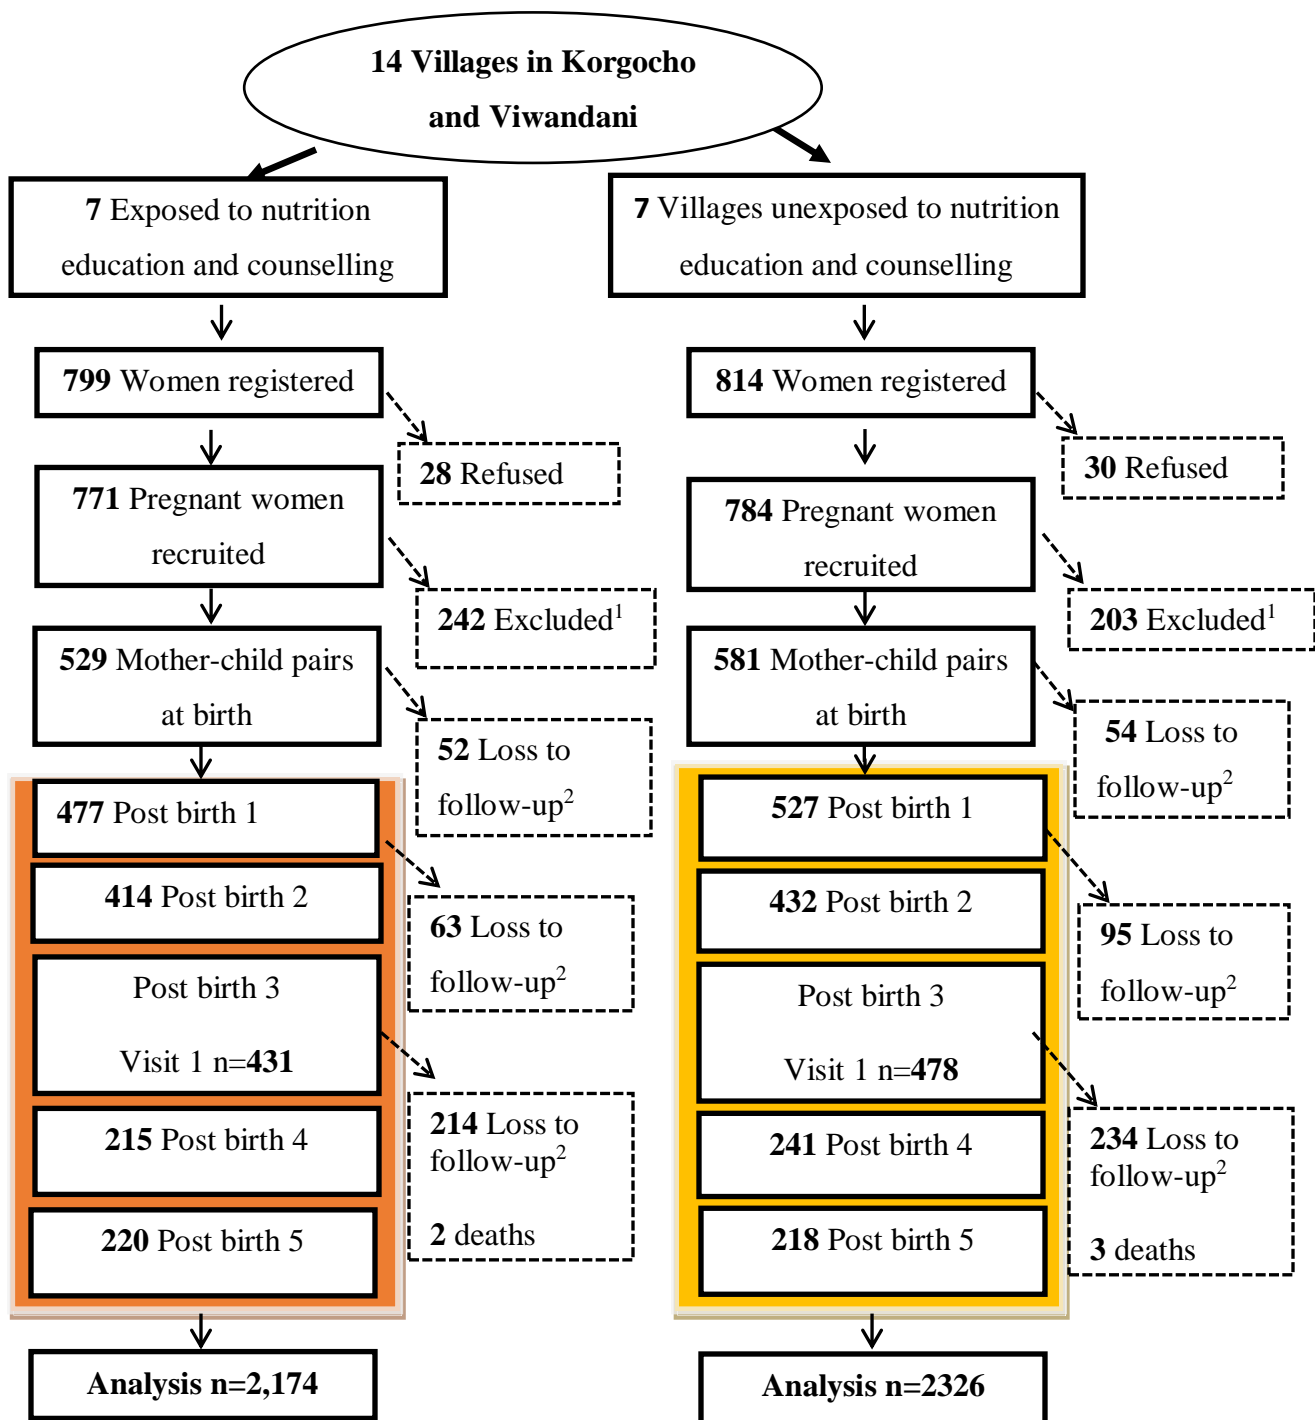 14 Villages in Korgocho
and Viwandani
7 Exposed to nutrition
education and counselling
7 Villages unexposed to nutrition
education and counselling
799 Women registered
814 Women registered
28 Refused
30 Refused
771 Pregnant women
recruited
784 Pregnant women
recruited
242 Excluded¹
203 Excluded¹
529 Mother-child pairs
at birth
581 Mother-child pairs
at birth
52 Loss to
follow-up²
54 Loss to
follow-up²
477 Post birth 1
527 Post birth 1
414 Post birth 2
432 Post birth 2
63 Loss to
follow-up²
95 Loss to
follow-up²
Post birth 3
Visit 1 n=431
Post birth 3
Visit 1 n=478
214 Loss to
follow-up²
2 deaths
234 Loss to
follow-up²
3 deaths
215 Post birth 4
241 Post birth 4
220 Post birth 5
218 Post birth 5
Analysis n=2,174
Analysis n=2326